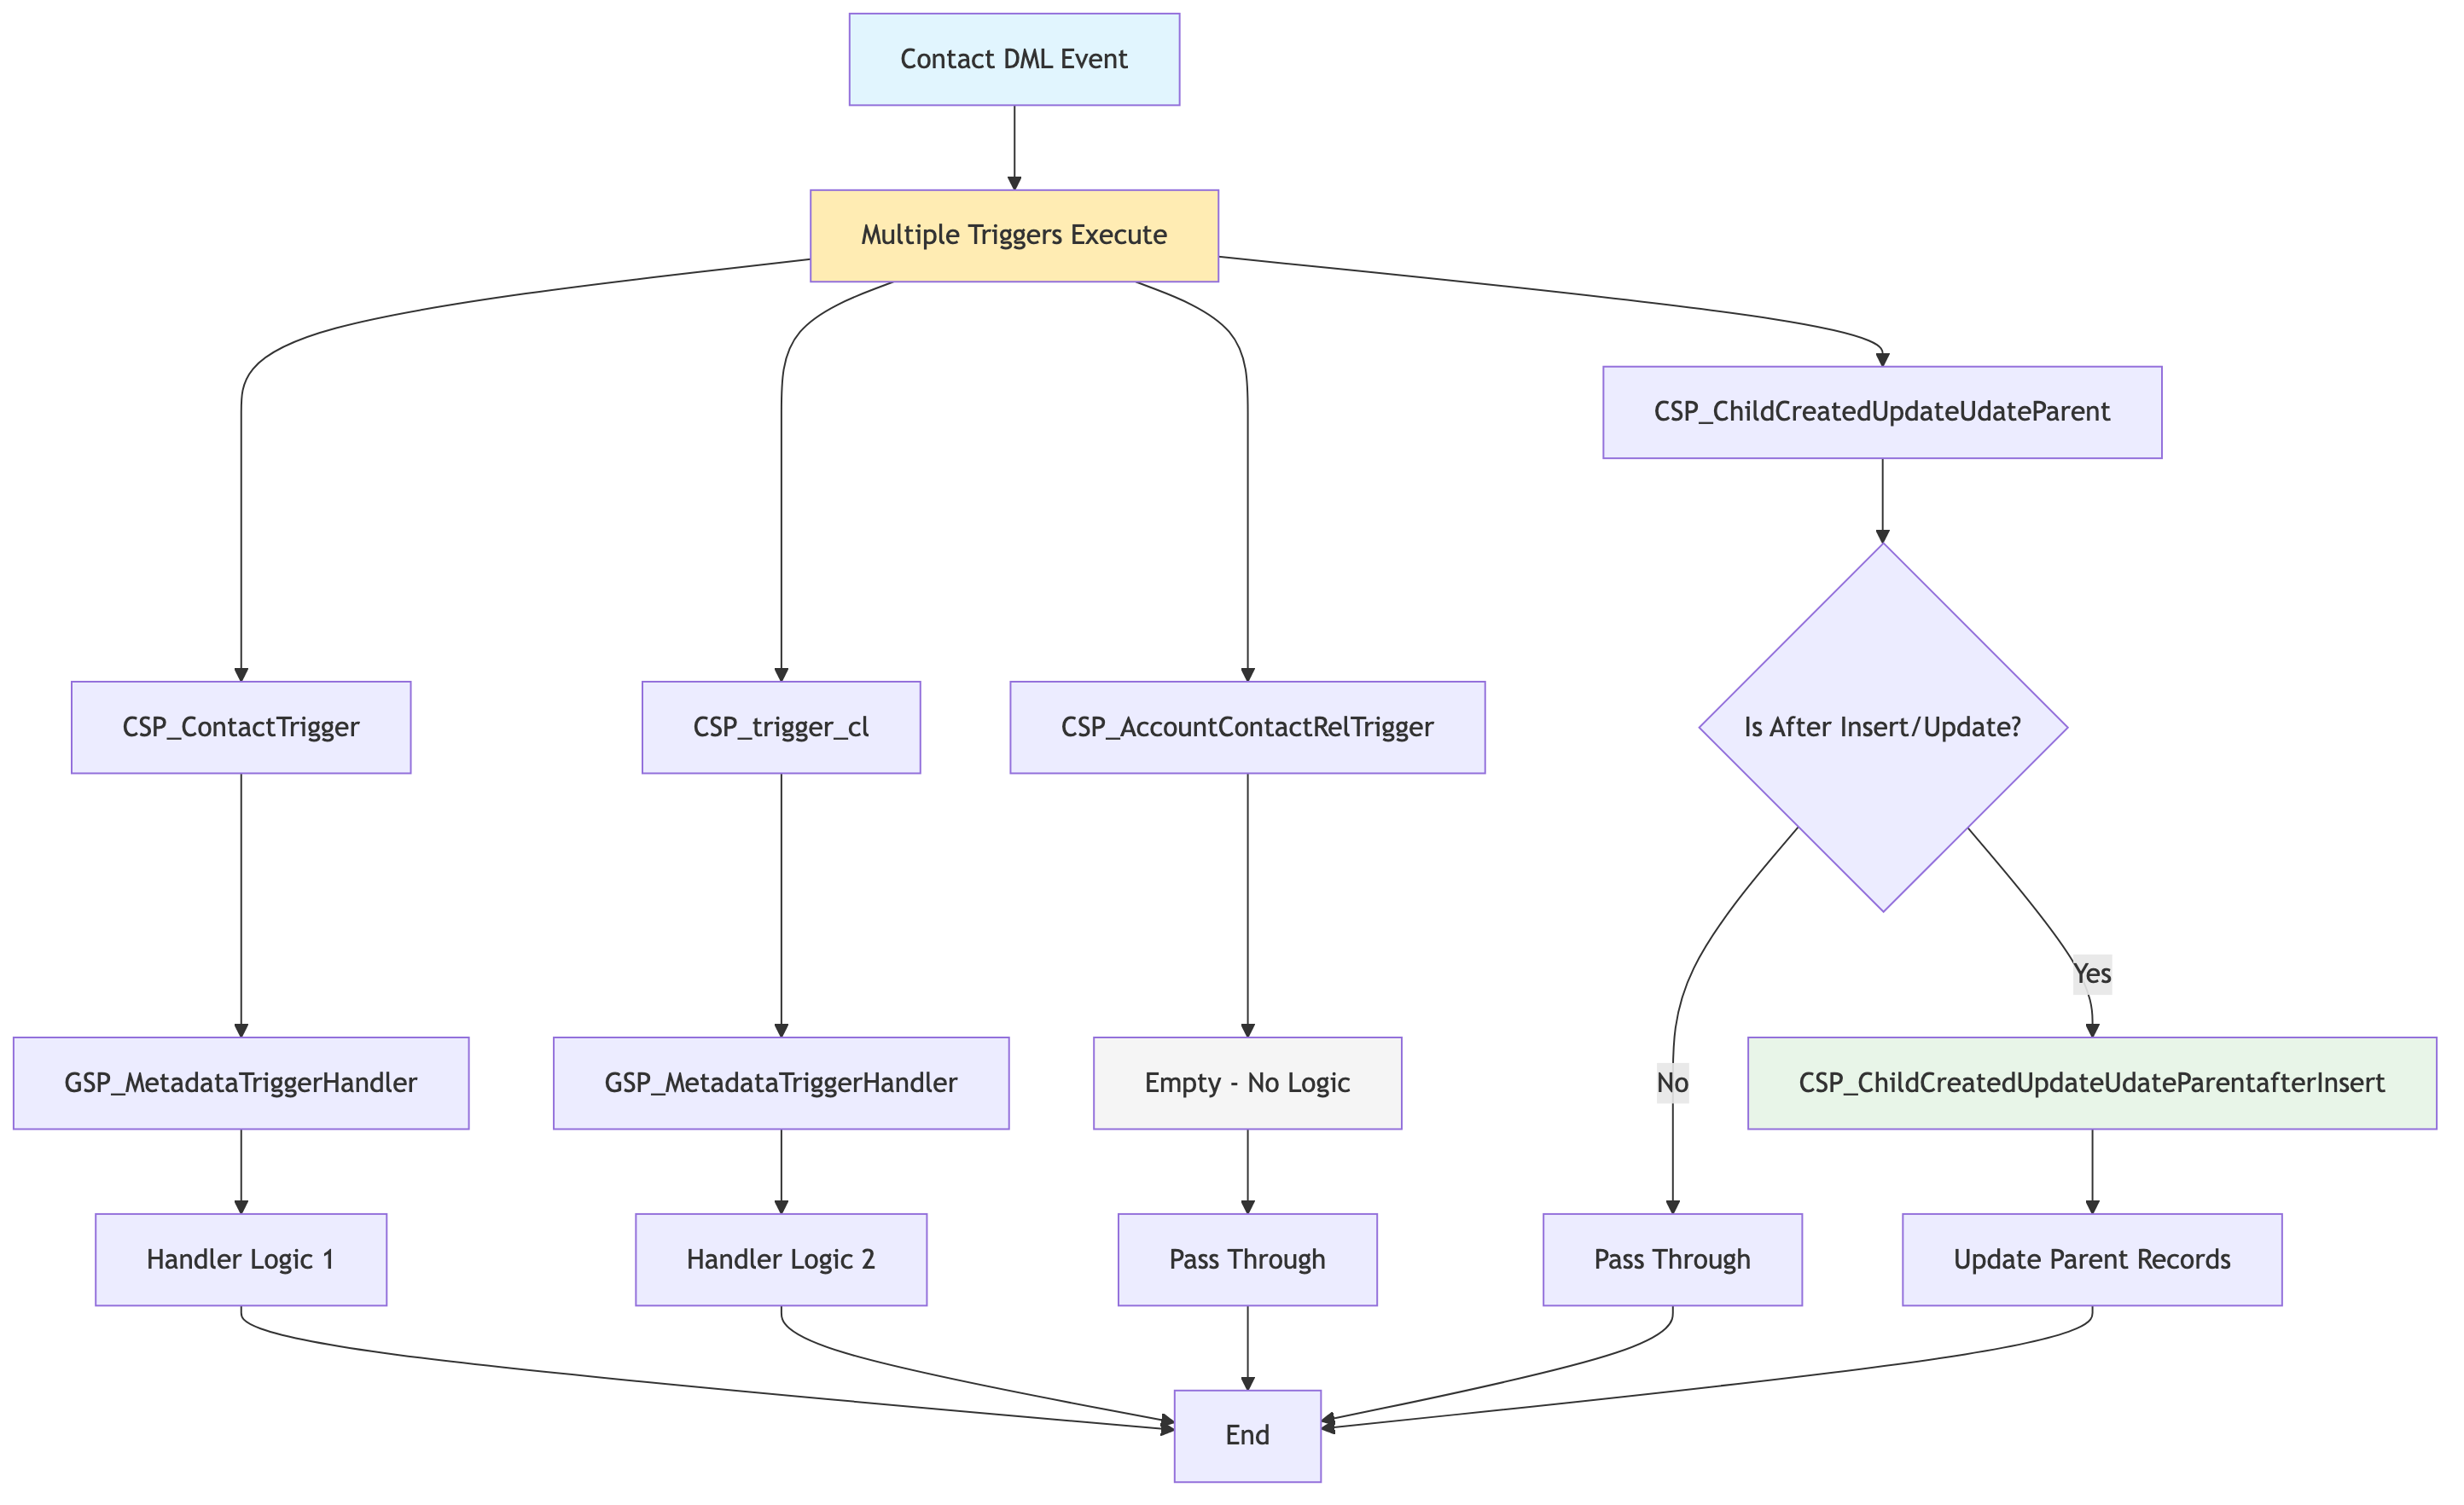 Contact DML Event
Multiple Triggers Execute
CSP_ChildCreatedUpdateUdateParent
CSP_ContactTrigger
CSP_trigger_cl
CSP_AccountContactRelTrigger
Is After Insert/Update?
Yes
No
GSP_MetadataTriggerHandler
GSP_MetadataTriggerHandler
Empty - No Logic
CSP_ChildCreatedUpdateUdateParentafterInsert
Handler Logic 1
Handler Logic 2
Pass Through
Pass Through
Update Parent Records
End